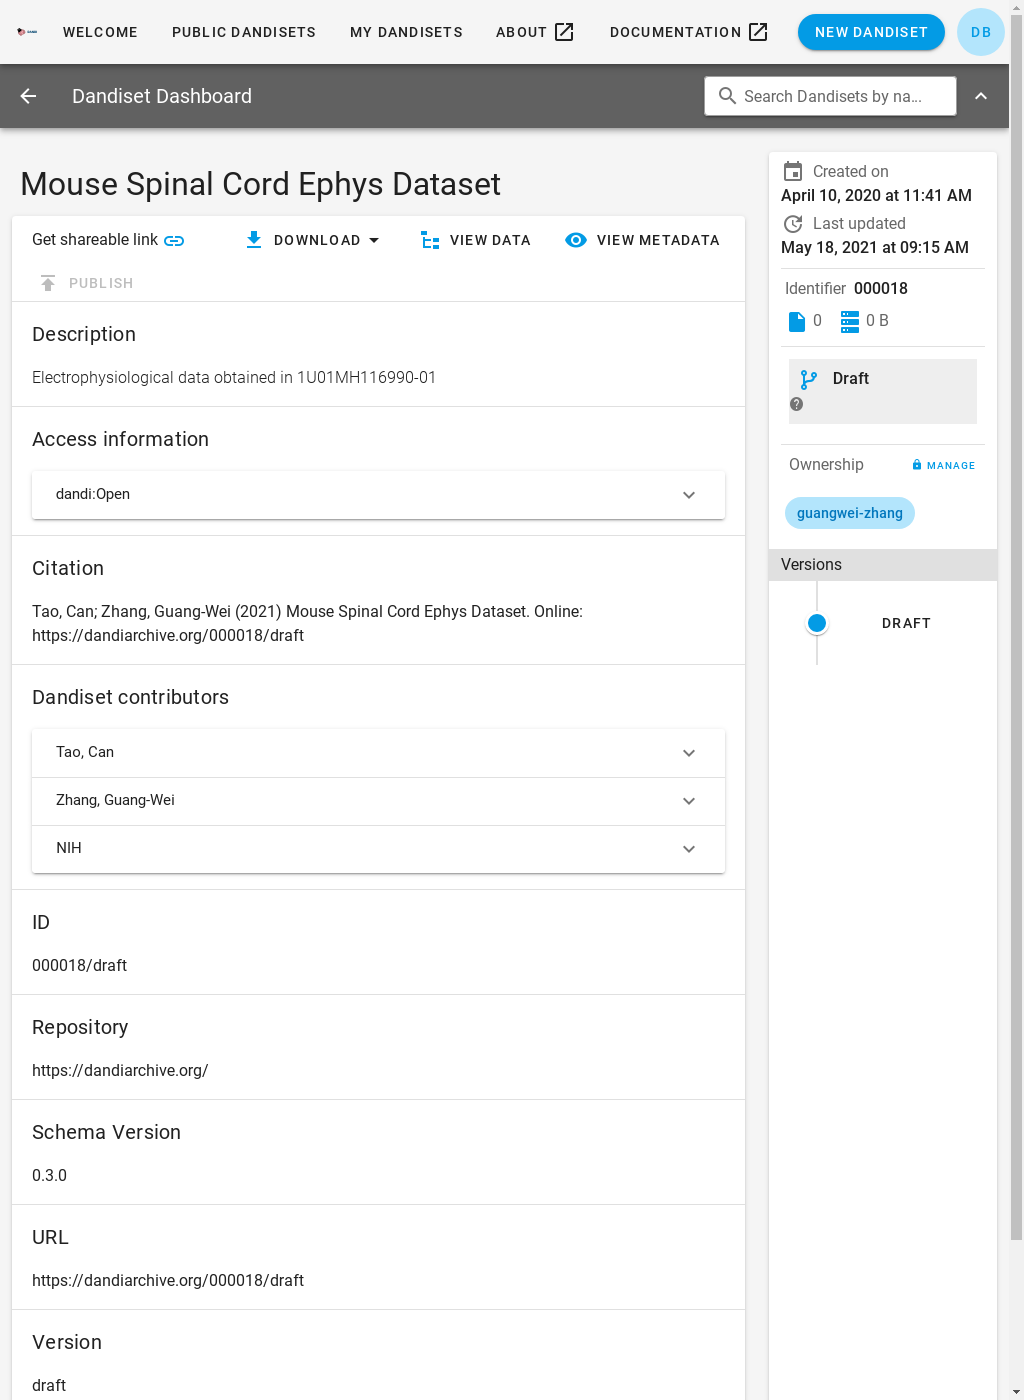 WELCOME
PUBLIC DANDISETS
MY DANDISETS
ABOUT
DOCUMENTATION
NEW DANDISET
DB
Dandiset Dashboard
Search Dandisets by na...
Mouse Spinal Cord Ephys Dataset
Get shareable link
DOWNLOAD
VIEW DATA
VIEW METADATA
PUBLISH
Description
Electrophysiological data obtained in 1U01MH116990-01
Access information
dandi:Open
Citation
Tao, Can; Zhang, Guang-Wei (2021) Mouse Spinal Cord Ephys Dataset. Online:
https://dandiarchive.org/000018/draft
Dandiset contributors
Tao, Can
Zhang, Guang-Wei
NIH
ID
000018/draft
Repository
https://dandiarchive.org/
Schema Version
0.3.0
URL
https://dandiarchive.org/000018/draft
Version
draft
Created on
April 10, 2020 at 11:41 AM
Last updated
May 18, 2021 at 09:15 AM
Identifier 000018
0
0 B
Draft
Ownership
MANAGE
guangwei-zhang
Versions
DRAFT